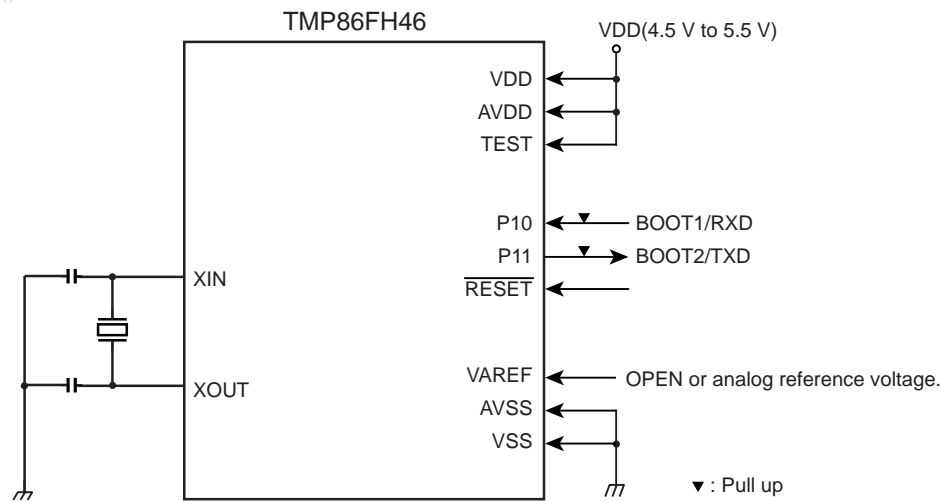 TMP86FH46
VDD(4.5 V to 5.5 V)
VDD
AVDD
TEST
P10 BOOT1/RXD
P11 BOOT2/TXD
RESET
XIN
XOUT
VAREF OPEN or analog reference voltage.
AVSS
VSS
▼ : Pull up